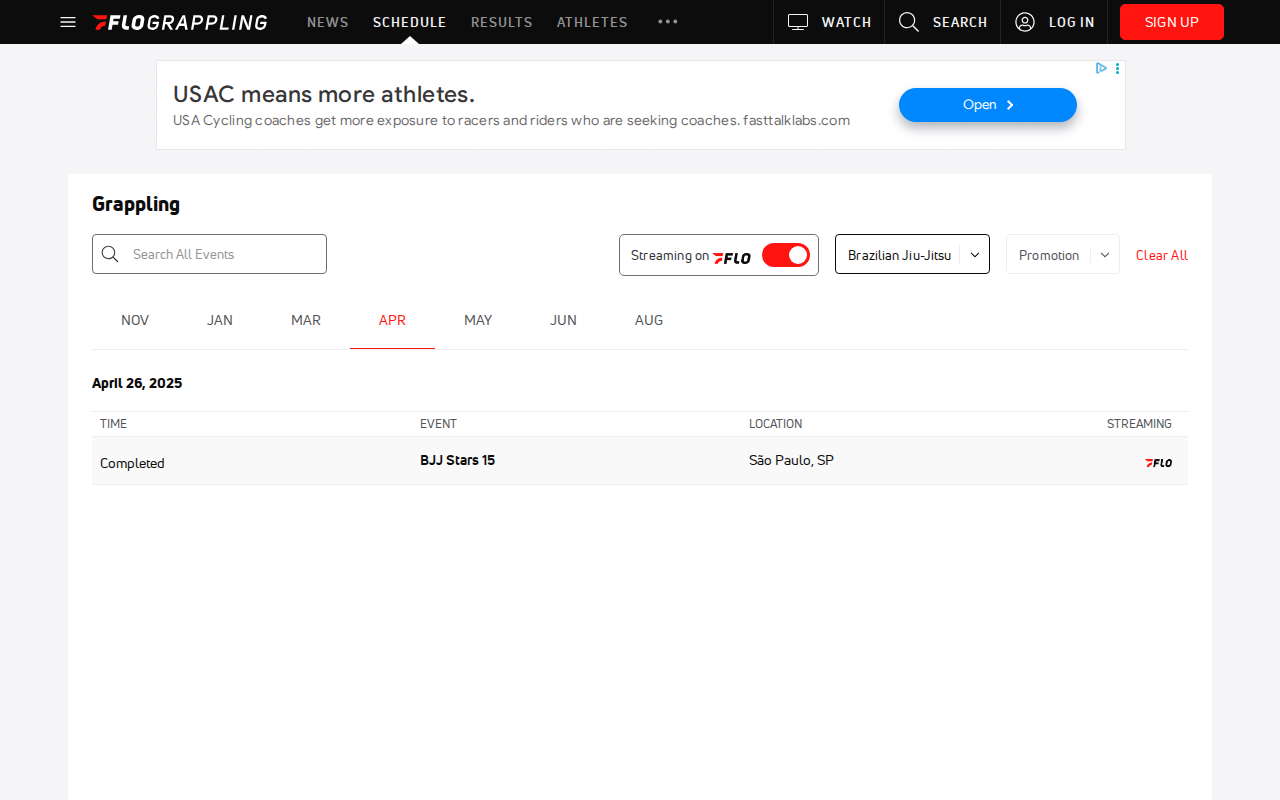 FLOGRAPPLING NEWS SCHEDULE RESULTS ATHLETES WATCH SEARCH LOG IN SIGN UP
USAC means more athletes.
USA Cycling coaches get more exposure to racers and riders who are seeking coaches. fasttalklabs.com
Open
Grappling
Search All Events
Streaming on FLO
Brazilian Jiu-Jitsu
Promotion
Clear All
NOV JAN MAR APR MAY JUN AUG
April 26, 2025
TIME EVENT LOCATION STREAMING
Completed BJJ Stars 15 São Paulo, SP FLO